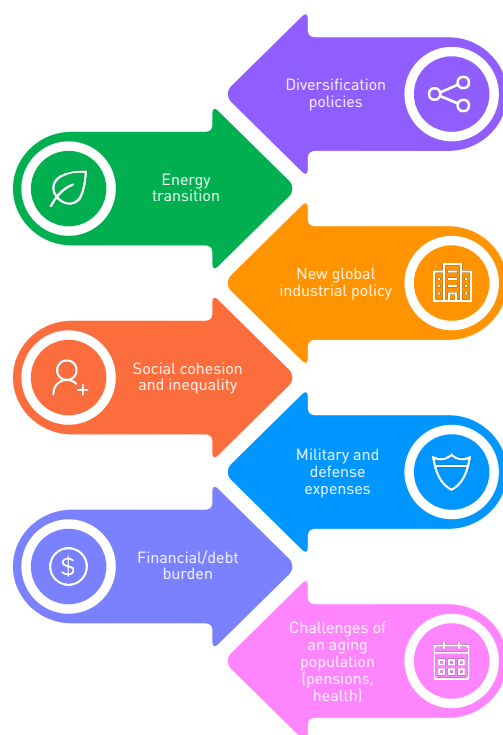 Diversification
policies
Energy
transition
New global
industrial policy
Social cohesion
and inequality
Military and
defense
expenses
$
Financial/debt
burden
Challenges of
an aging
population
(pensions,
health)